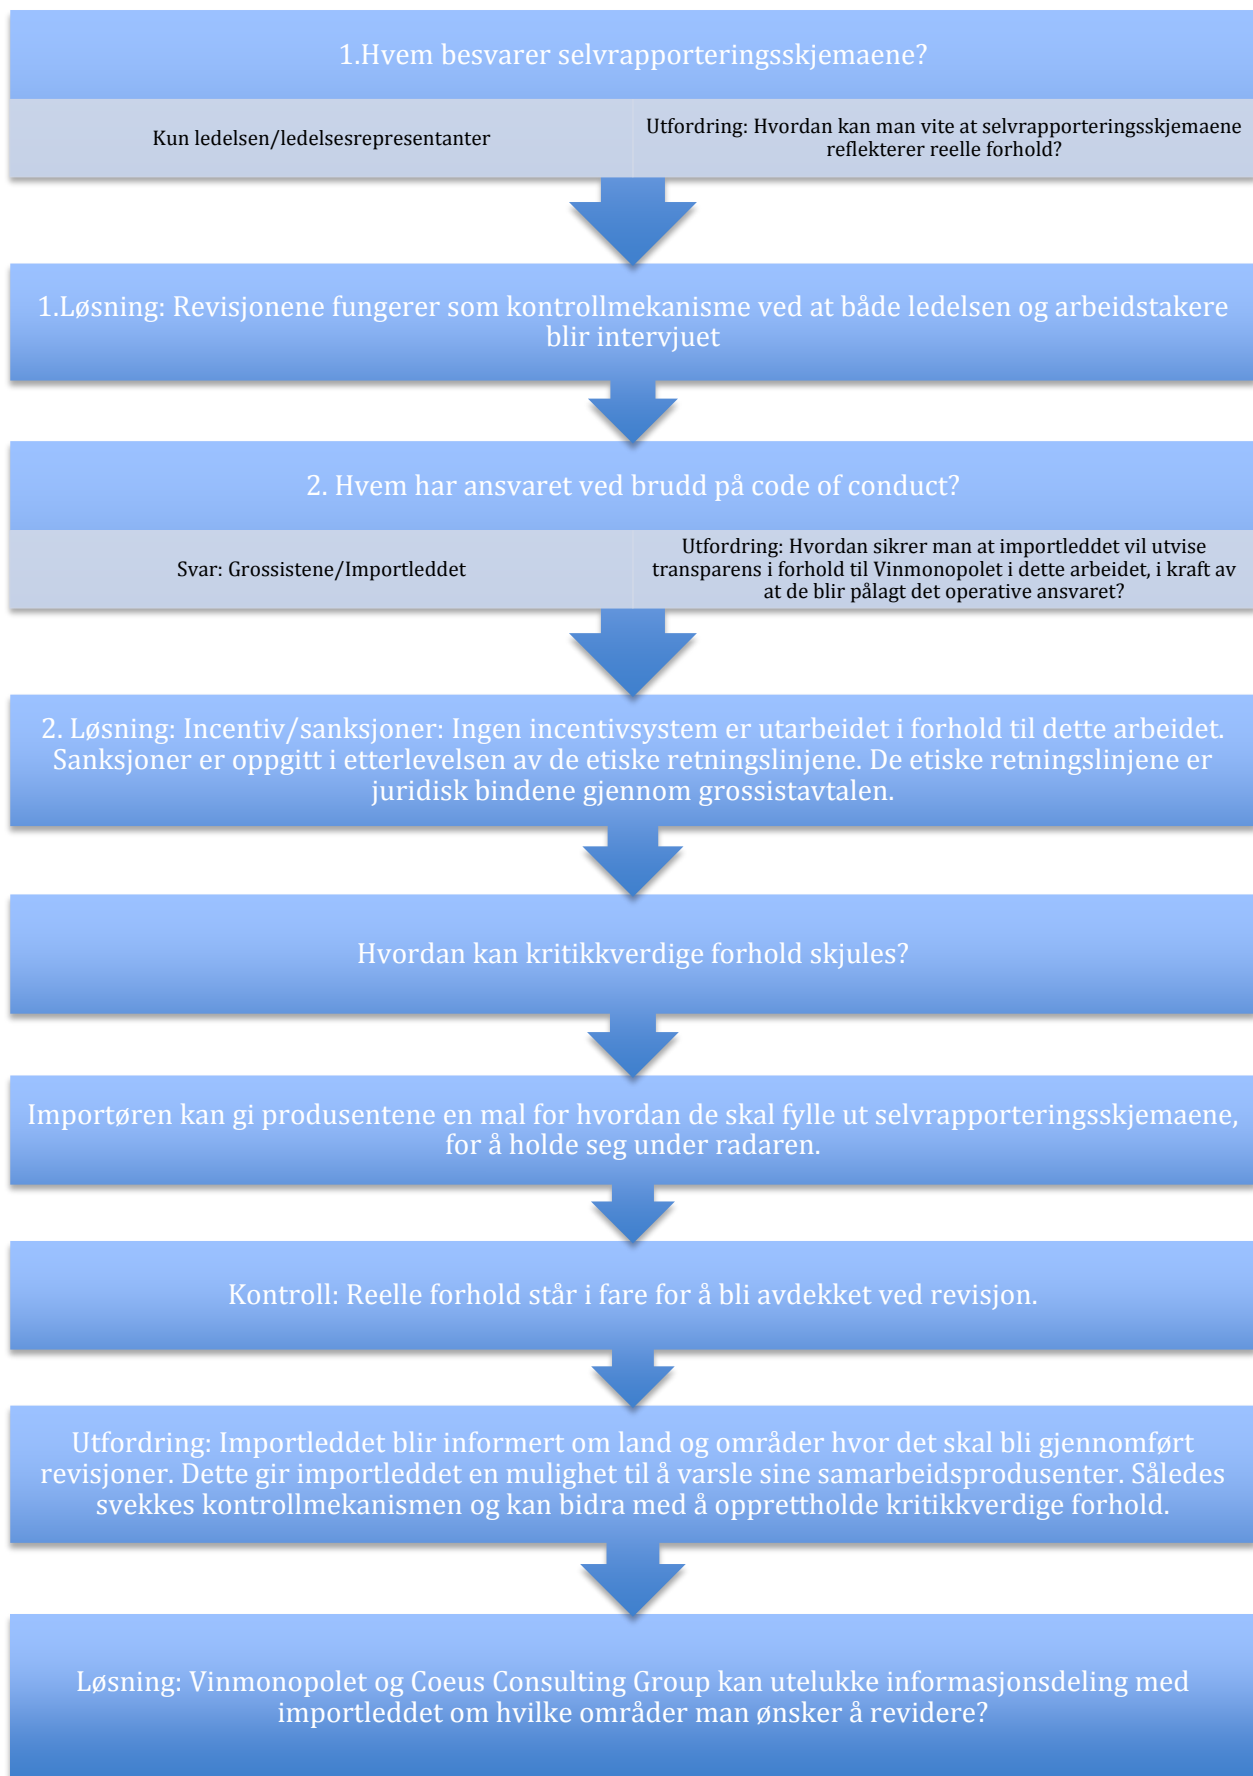 1.Hvem besvarer selvrapporteringsskjemaene?
Kun ledelsen/ledelsesrepresentanter
Utfordring: Hvordan kan man vite at selvrapporteringsskjemaene
reflekterer reelle forhold?
1.Løsning: Revisjonene fungerer som kontrollmekanisme ved at både ledelsen og arbeidstakere
blir intervjuet
2. Hvem har ansvaret ved brudd på code of conduct?
Svar: Grossistene/Importleddet
Utfordring: Hvordan sikrer man at importleddet vil utvise
transparens i forhold til Vinmonopolet i dette arbeidet, i kraft av
at de blir pålagt det operative ansvaret?
2. Løsning: Incentiv/sanksjoner: Ingen incentivsystem er utarbeidet i forhold til dette arbeidet.
Sanksjoner er oppgitt i etterlevelsen av de etiske retningslinjene. De etiske retningslinjene er
juridisk bindene gjennom grossistavtalen.
Hvordan kan kritikkverdige forhold skjules?
Importøren kan gi produsentene en mal for hvordan de skal fylle ut selvrapporteringsskjemaene,
for å holde seg under radaren.
Kontroll: Reelle forhold står i fare for å bli avdekket ved revisjon.
Utfordring: Importleddet blir informert om land og områder hvor det skal bli gjennomført
revisjoner. Dette gir importleddet en mulighet til å varsle sine samarbeidsprodusenter. Således
svekkes kontrollmekanismen og kan bidra med å opprettholde kritikkverdige forhold.
Løsning: Vinmonopolet og Coeus Consulting Group kan utelukke informasjonsdeling med
importleddet om hvilke områder man ønsker å revidere?